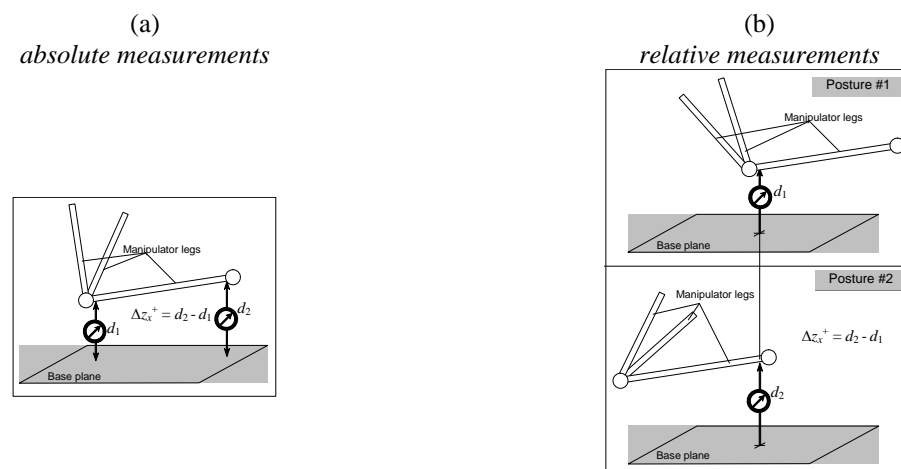 (a)
absolute measurements
Manipulator legs
d₁
Δzₓ⁺ = d₂ - d₁
d₂
Base plane
(b)
relative measurements
Posture #1
Manipulator legs
d₁
Base plane
Posture #2
Manipulator legs
Δzₓ⁺ = d₂ - d₁
d₂
Base plane